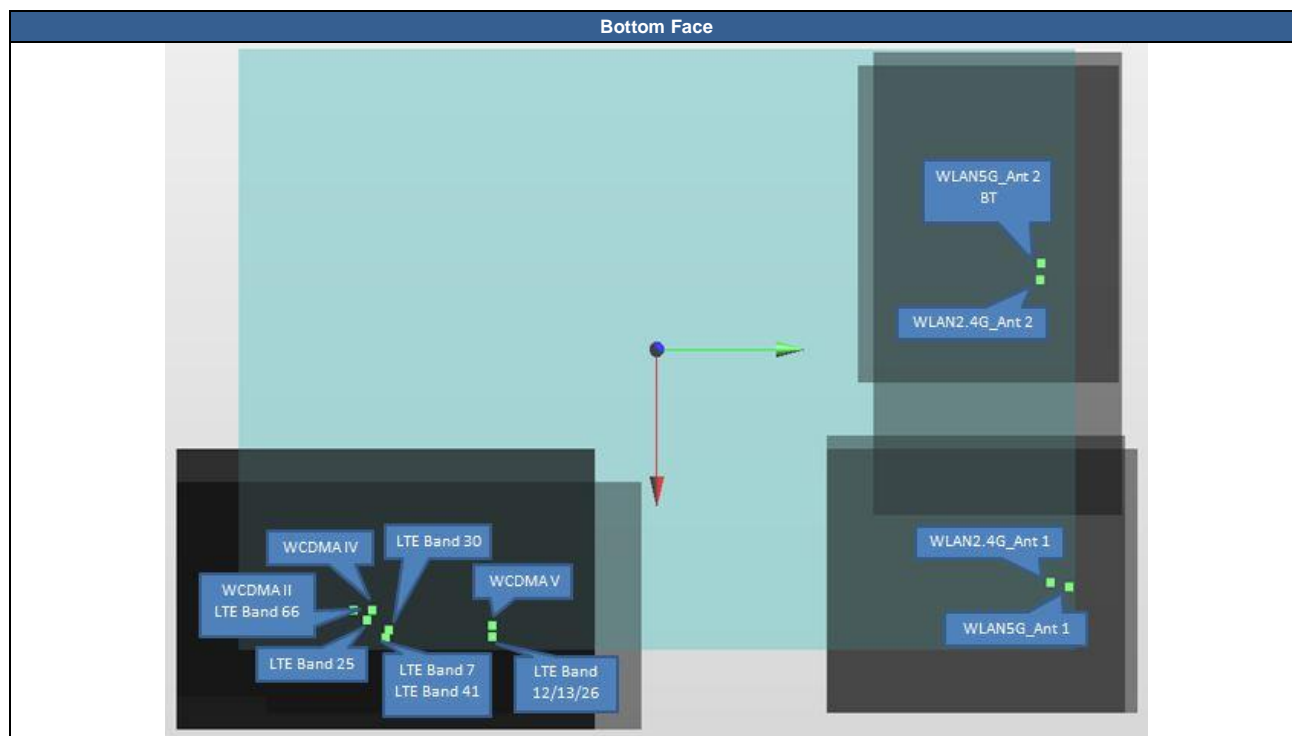 Bottom Face
WLAN5G_Ant 2
BT
WLAN2.4G_Ant 2
WCDMA IV
LTE Band 30
WCDMA II
LTE Band 66
WCDMA V
LTE Band 25
LTE Band 7
LTE Band 41
LTE Band
12/13/26
WLAN2.4G_Ant 1
WLAN5G_Ant 1